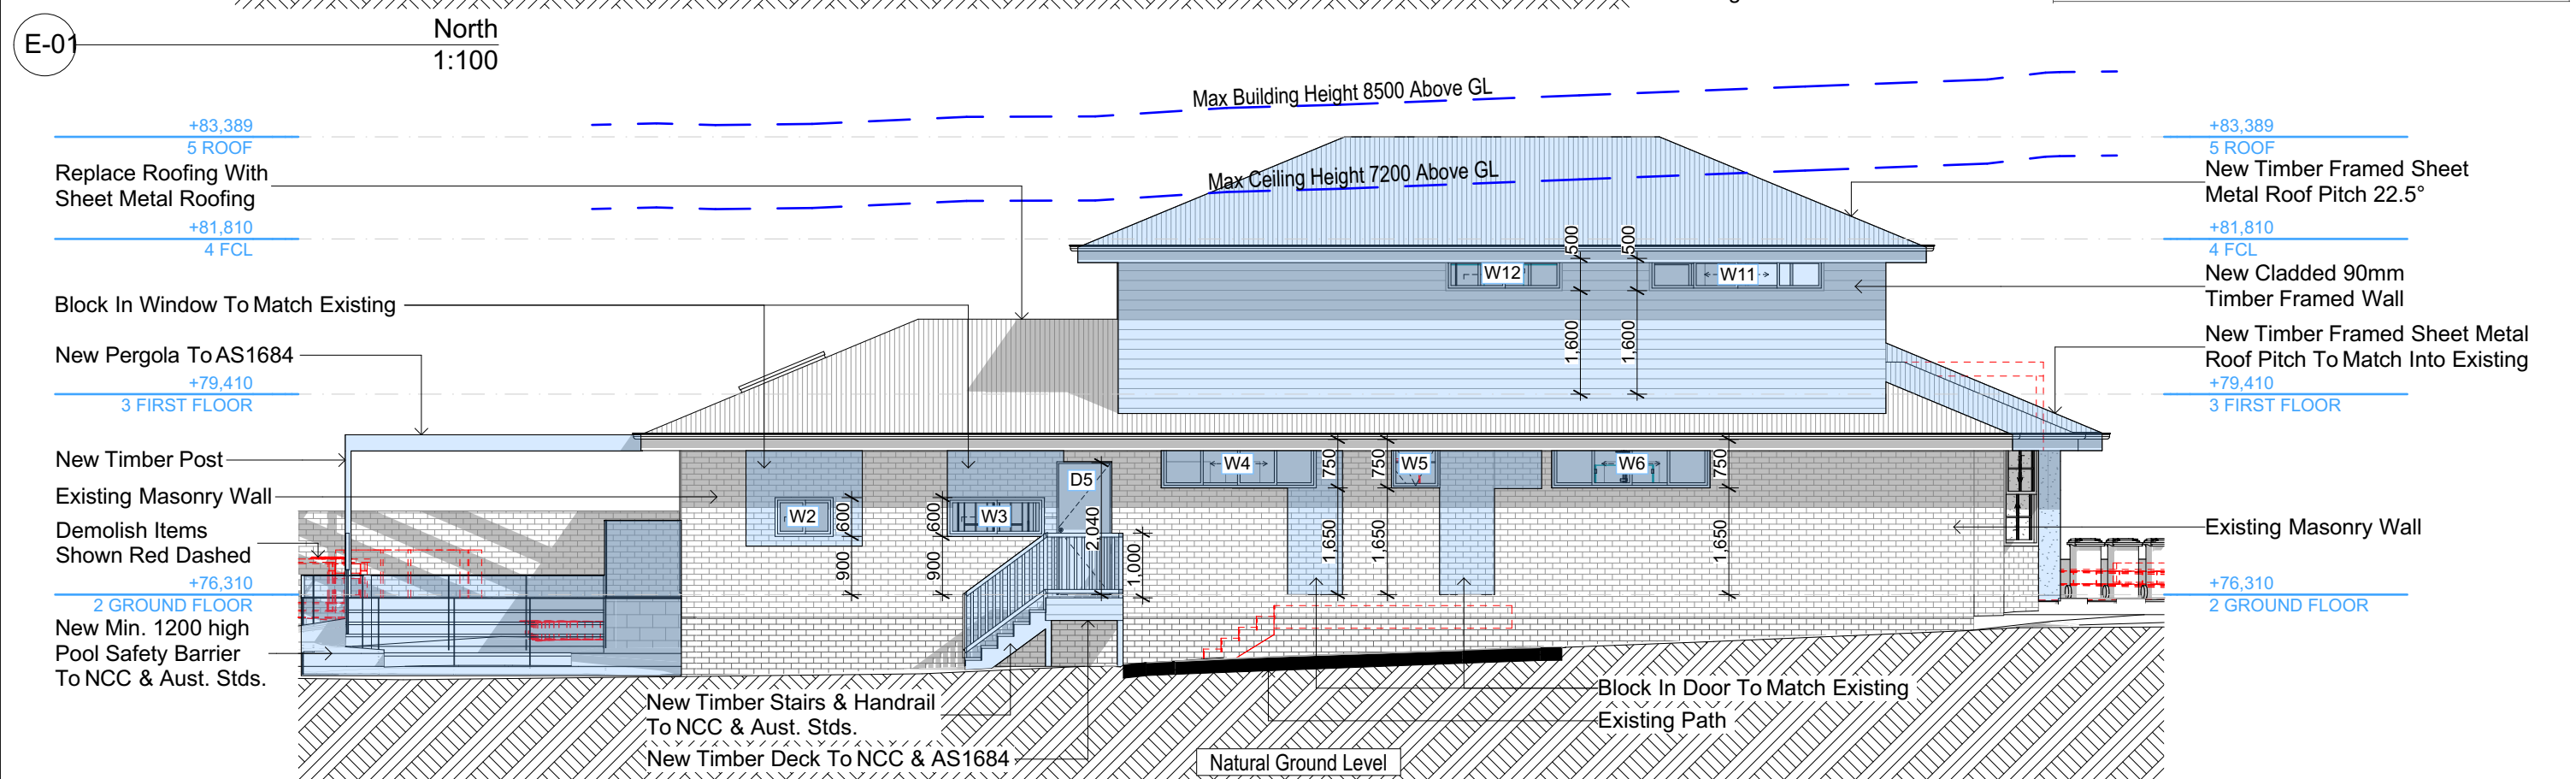 E-01
North
1:100
Max Building Height 8500 Above GL
+83,389
5 ROOF
+83,389
5 ROOF
Replace Roofing With
Sheet Metal Roofing
Max Ceiling Height 7200 Above GL
New Timber Framed Sheet
Metal Roof Pitch 22.5°
+81,810
4 FCL
+81,810
4 FCL
500
500
W12
W11
New Cladded 90mm
Timber Framed Wall
Block In Window To Match Existing
1,600
1,600
New Timber Framed Sheet Metal
Roof Pitch To Match Into Existing
New Pergola To AS1684
+79,410
3 FIRST FLOOR
+79,410
3 FIRST FLOOR
New Timber Post
Existing Masonry Wall
D5
W4
750
750
W5
W6
750
W2
600
600
W3
2,040
Demolish Items
Shown Red Dashed
Existing Masonry Wall
900
900
1,000
1,650
1,650
1,650
+76,310
2 GROUND FLOOR
+76,310
2 GROUND FLOOR
New Min. 1200 high
Pool Safety Barrier
To NCC & Aust. Stds.
New Timber Stairs & Handrail
To NCC & Aust. Stds.
Block In Door To Match Existing
Existing Path
New Timber Deck To NCC & AS1684
Natural Ground Level